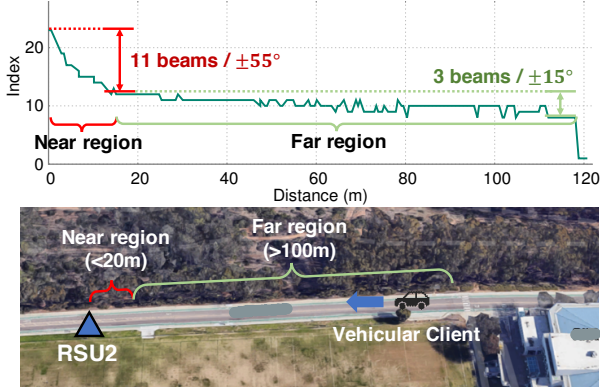 20
10
0
Index
11 beams / ±55°
3 beams / ±15°
Near region
Far region
0
20
40
60
80
100
120
Distance (m)
Near region
(<20m)
Far region
(>100m)
RSU2
Vehicular Client